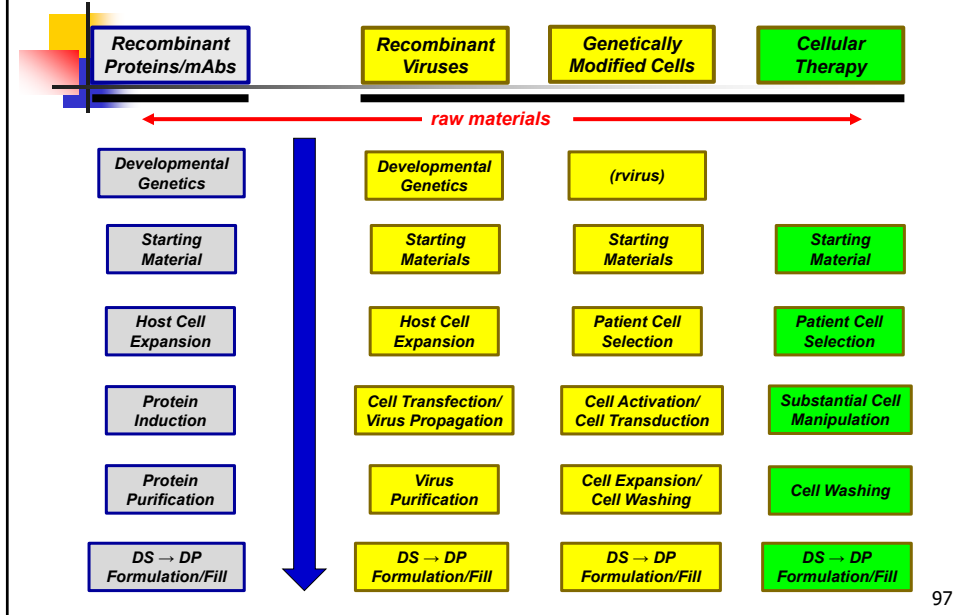 Recombinant
Proteins/mAbs
Recombinant
Viruses
Genetically
Modified Cells
Cellular
Therapy
raw materials
Developmental
Genetics
Developmental
Genetics
(rvirus)
Starting
Material
Starting
Materials
Starting
Materials
Starting
Material
Host Cell
Expansion
Host Cell
Expansion
Patient Cell
Selection
Patient Cell
Selection
Protein
Induction
Cell Transfection/
Virus Propagation
Cell Activation/
Cell Transduction
Substantial Cell
Manipulation
Protein
Purification
Virus
Purification
Cell Expansion/
Cell Washing
Cell Washing
DS → DP
Formulation/Fill
DS → DP
Formulation/Fill
DS → DP
Formulation/Fill
DS → DP
Formulation/Fill
97